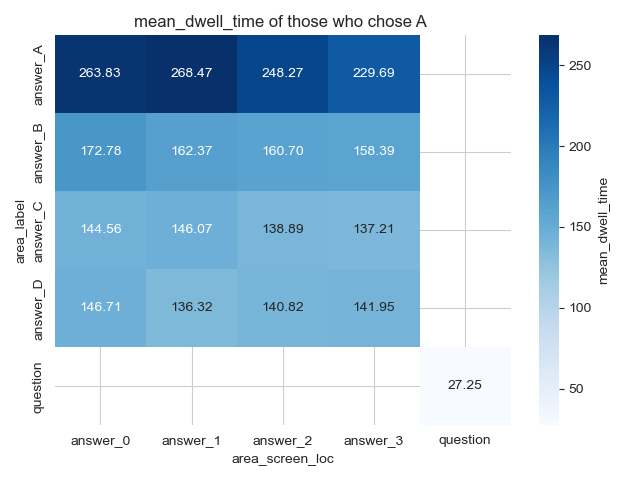 mean_dwell_time of those who chose A
answer_A
263.83 268.47 248.27 229.69
answer_B
172.78 162.37 160.70 158.39
answer_C
144.56 146.07 138.89 137.21
answer_D
146.71 136.32 140.82 141.95
question
27.25
area_label
answer_0 answer_1 answer_2 answer_3 question
area_screen_loc
250
200
150
100
50
mean_dwell_time